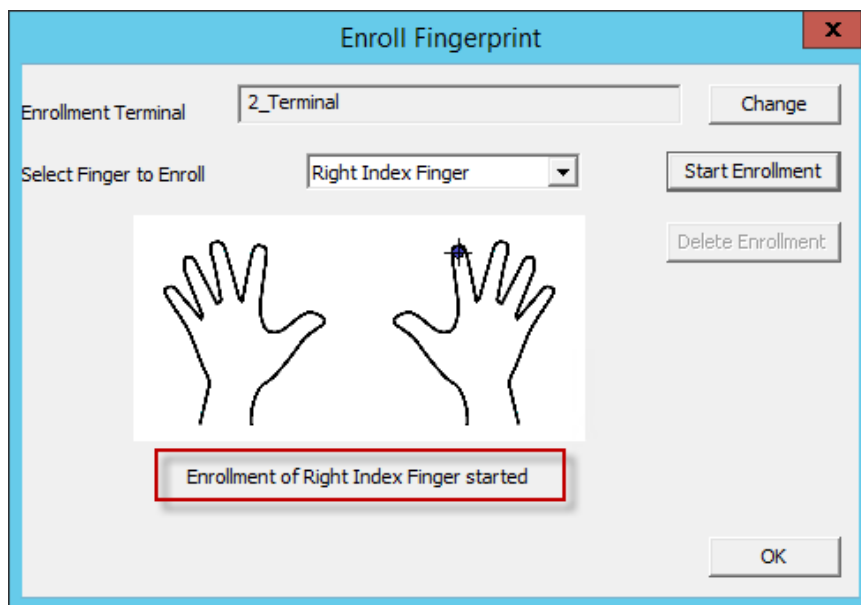 Enroll Fingerprint
x
Enrollment Terminal
2_Terminal
Change
Select Finger to Enroll
Right Index Finger
Start Enrollment
Delete Enrollment
Enrollment of Right Index Finger started
OK